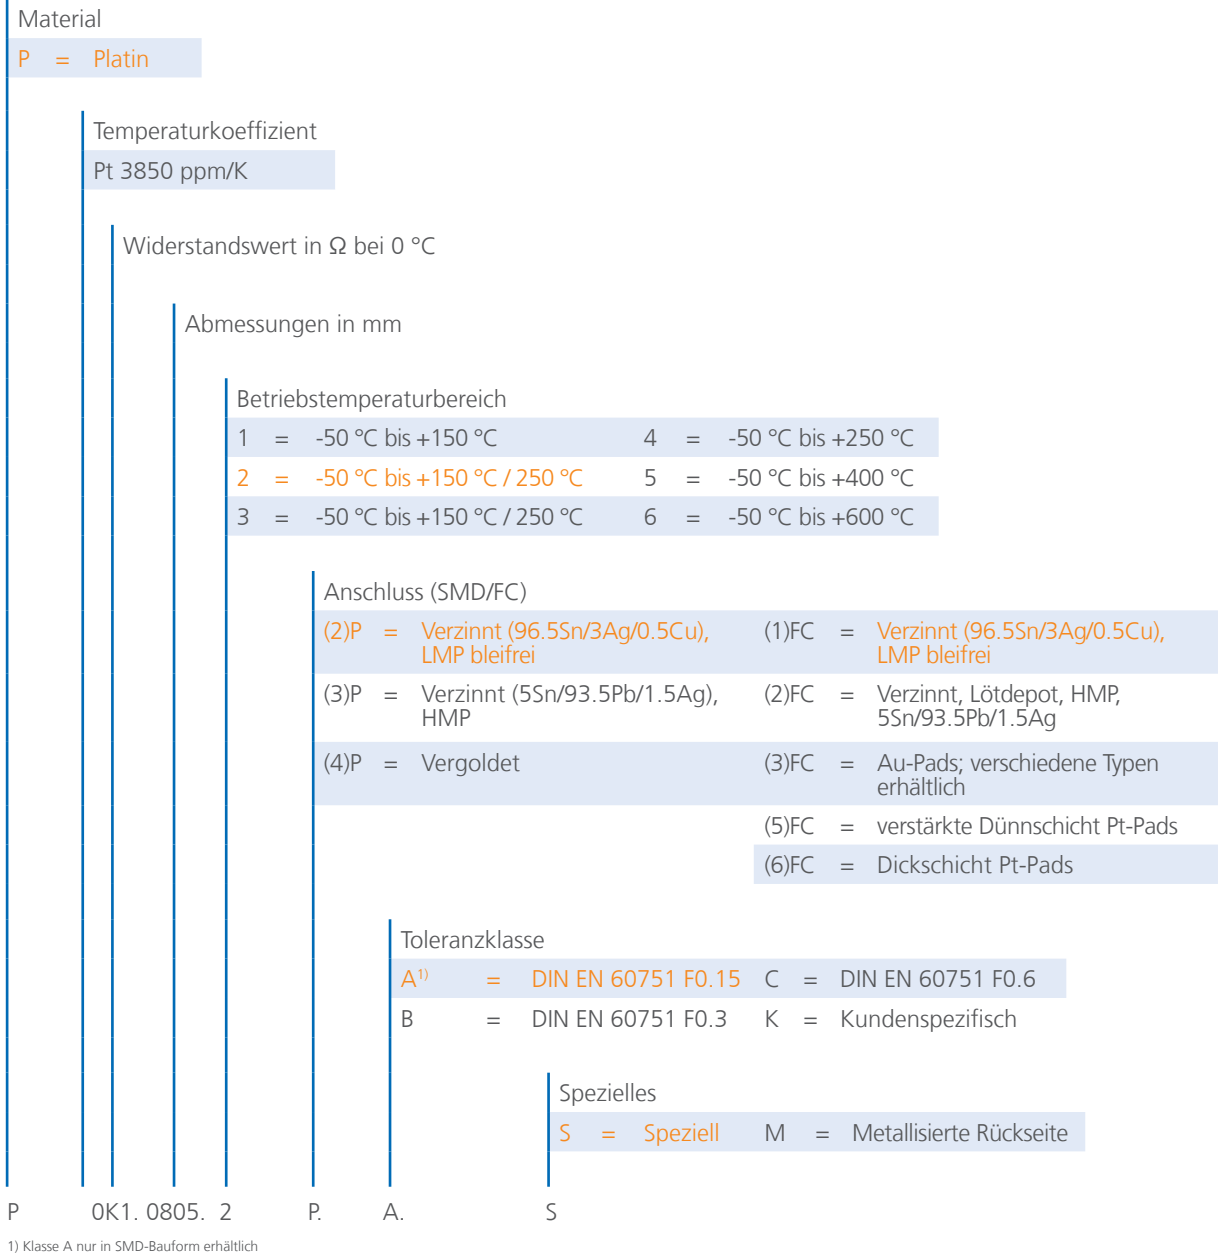 Material
P = Platin
Temperaturkoeffizient
Pt 3850 ppm/K
Widerstandswert in Ω bei 0 °C
Abmessungen in mm
Betriebstemperaturbereich
1 = -50 °C bis +150 °C 4 = -50 °C bis +250 °C
2 = -50 °C bis +150 °C / 250 °C 5 = -50 °C bis +400 °C
3 = -50 °C bis +150 °C / 250 °C 6 = -50 °C bis +600 °C
Anschluss (SMD/FC)
(2)P = Verzinnt (96.5Sn/3Ag/0.5Cu), (1)FC = Verzinnt (96.5Sn/3Ag/0.5Cu),
LMP bleifrei LMP bleifrei
(3)P = Verzinnt (5Sn/93.5Pb/1.5Ag), (2)FC = Verzinnt, Lötdepot, HMP,
HMP 5Sn/93.5Pb/1.5Ag
(4)P = Vergoldet (3)FC = Au-Pads; verschiedene Typen
erhältlich
(5)FC = verstärkte Dünnschicht Pt-Pads
(6)FC = Dickschicht Pt-Pads
Toleranzklasse
A1) = DIN EN 60751 F0.15 C = DIN EN 60751 F0.6
B = DIN EN 60751 F0.3 K = Kundenspezifisch
Spezielles
S = Speziell M = Metallisierte Rückseite
P 0K1. 0805. 2 P. A. S
1) Klasse A nur in SMD-Bauform erhältlich